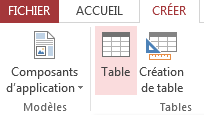 FICHIER ACCUEIL CRÉER
Composants Table Création
d'application de table
Modèles Tables